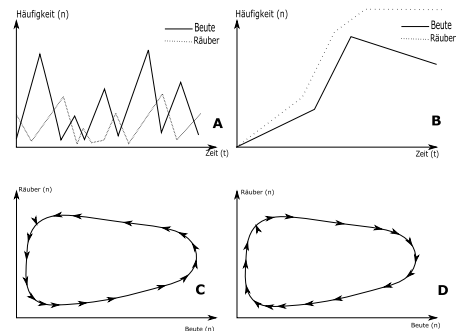 Häufigkeit (n)
Beute
Räuber
A
Zeit (t)
Häufigkeit (n)
Beute
Räuber
B
Zeit (t)
Räuber (n)
C
Beute (n)
Räuber (n)
D
Beute (n)